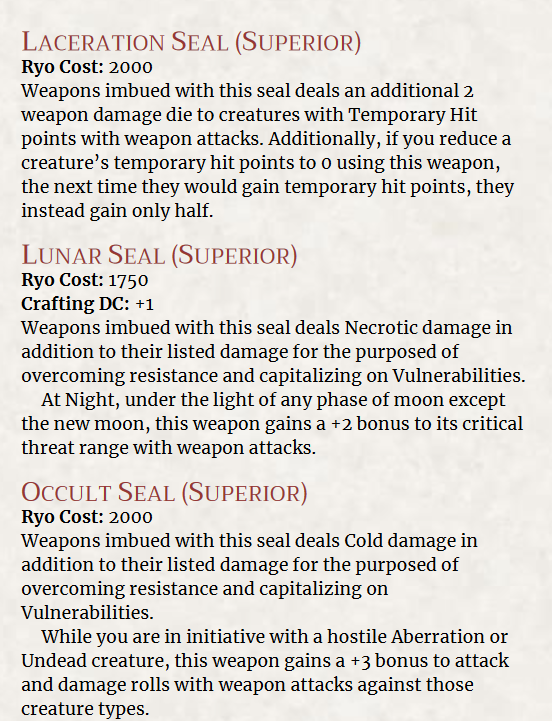 Laceration Seal (Superior)
Ryo Cost: 2000
Weapons imbued with this seal deals an additional 2
weapon damage die to creatures with Temporary Hit
points with weapon attacks. Additionally, if you reduce a
creature’s temporary hit points to 0 using this weapon,
the next time they would gain temporary hit points, they
instead gain only half.
Lunar Seal (Superior)
Ryo Cost: 1750
Crafting DC: +1
Weapons imbued with this seal deals Necrotic damage in
addition to their listed damage for the purposed of
overcoming resistance and capitalizing on Vulnerabilities.
At Night, under the light of any phase of moon except
the new moon, this weapon gains a +2 bonus to its critical
threat range with weapon attacks.
Occult Seal (Superior)
Ryo Cost: 2000
Weapons imbued with this seal deals Cold damage in
addition to their listed damage for the purposed of
overcoming resistance and capitalizing on
Vulnerabilities.
While you are in initiative with a hostile Aberration or
Undead creature, this weapon gains a +3 bonus to attack
and damage rolls with weapon attacks against those
creature types.